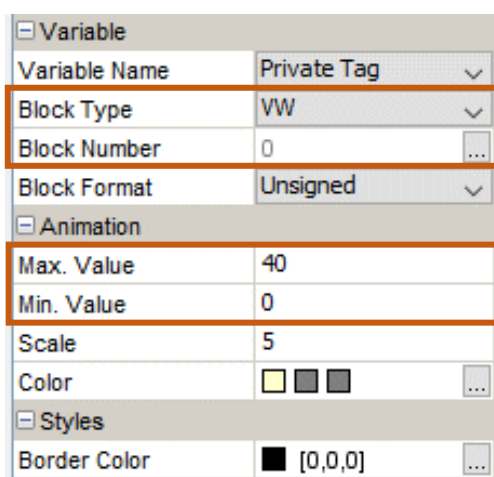 Variable
Variable Name Private Tag
Block Type VW
Block Number 0 ...
Block Format Unsigned
Animation
Max. Value 40
Min. Value 0
Scale 5
Color ...
Styles
Border Color [0,0,0] ...